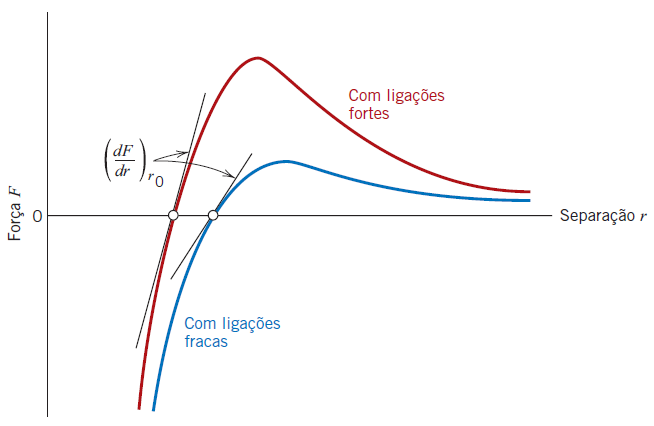 Com ligações
fortes
(dF/dr)r0
Força F
0
Separação r
Com ligações
fracas